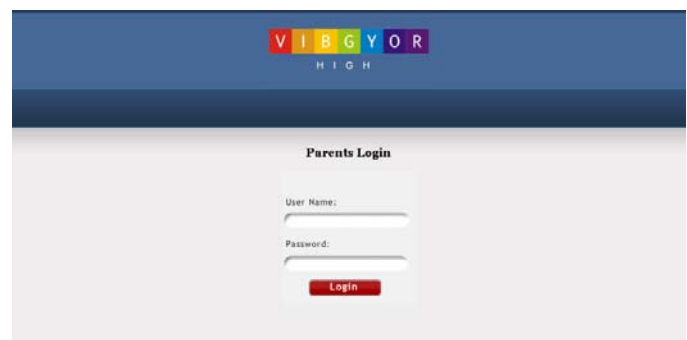 VIBGYOR
HIGH
Parents Login
User Name:
Password:
Login